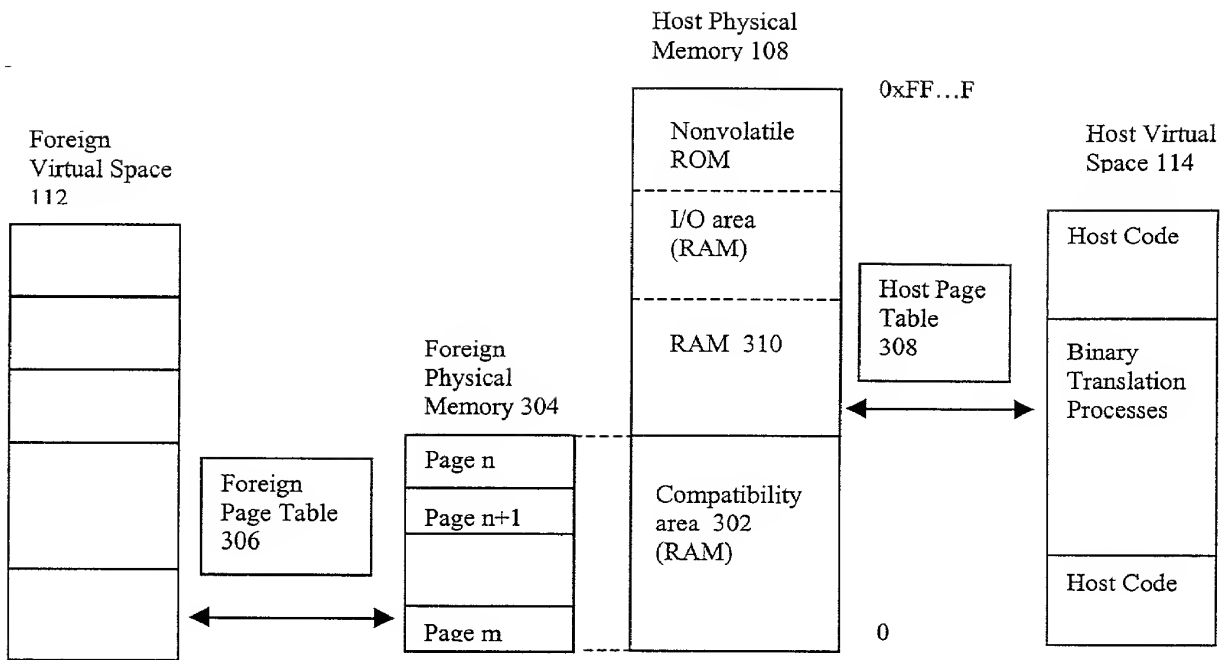 Host Physical
Memory 108
0xFF...F
Foreign
Virtual Space
112
Nonvolatile
ROM
Host Virtual
Space 114
I/O area
(RAM)
Host Code
Host Page
Table
308
RAM 310
Foreign
Physical
Memory 304
Binary
Translation
Processes
Page n
Foreign
Page Table
306
Page n+1
Compatibility
area 302
(RAM)
Host Code
Page m
0